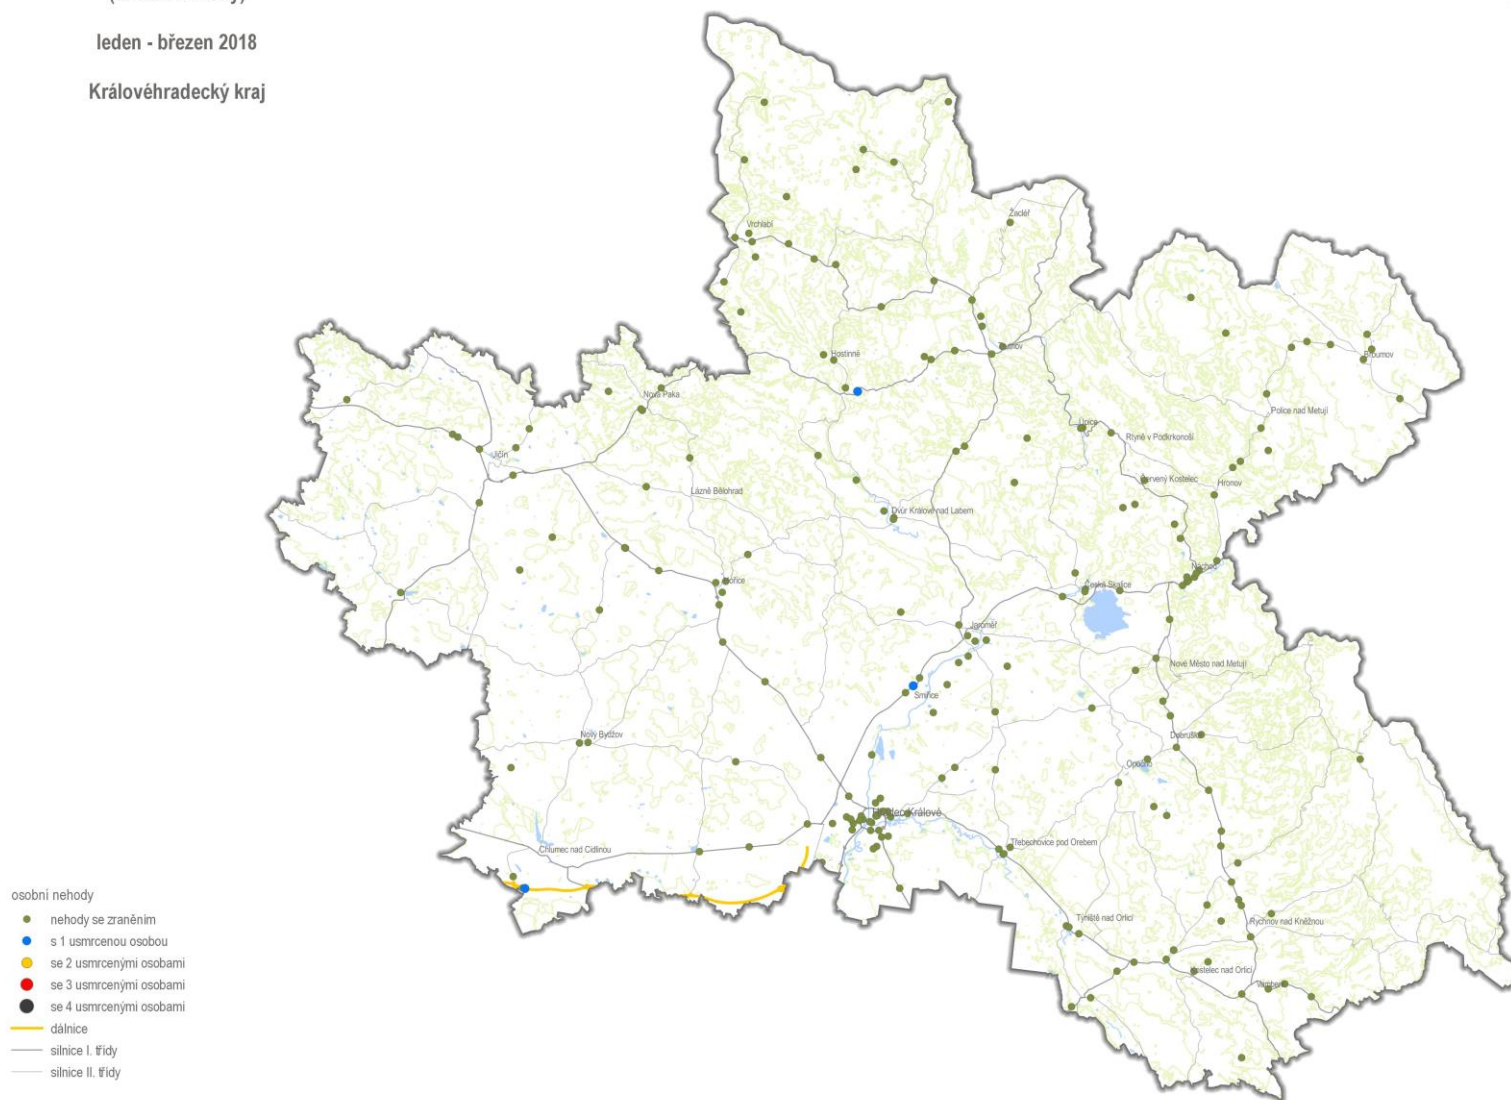 leden - březen 2018
Královéhradecký kraj
Žacléř
Vrchlabí
Hostinné
Broumov
Nová Paka
Police nad Metují
Úpice
Rtyně v Podkrkonoší
Jičín
Červený Kostelec
Hronov
Lázně Bělohrad
Dvůr Králové nad Labem
Náchod
Hořice
Česká Skalice
Jaroměř
Nové Město nad Metují
Smiřice
Nový Bydžov
Dobruška
Opočno
Hradec Králové
Třebechovice pod Orebem
Chlumec nad Cidlinou
Týniště nad Orlicí
Rychnov nad Kněžnou
Kostelec nad Orlicí
Vamberk
osobní nehody
nehody se zraněním
s 1 usmrcenou osobou
se 2 usmrcenými osobami
se 3 usmrcenými osobami
se 4 usmrcenými osobami
dálnice
silnice I. třídy
silnice II. třídy